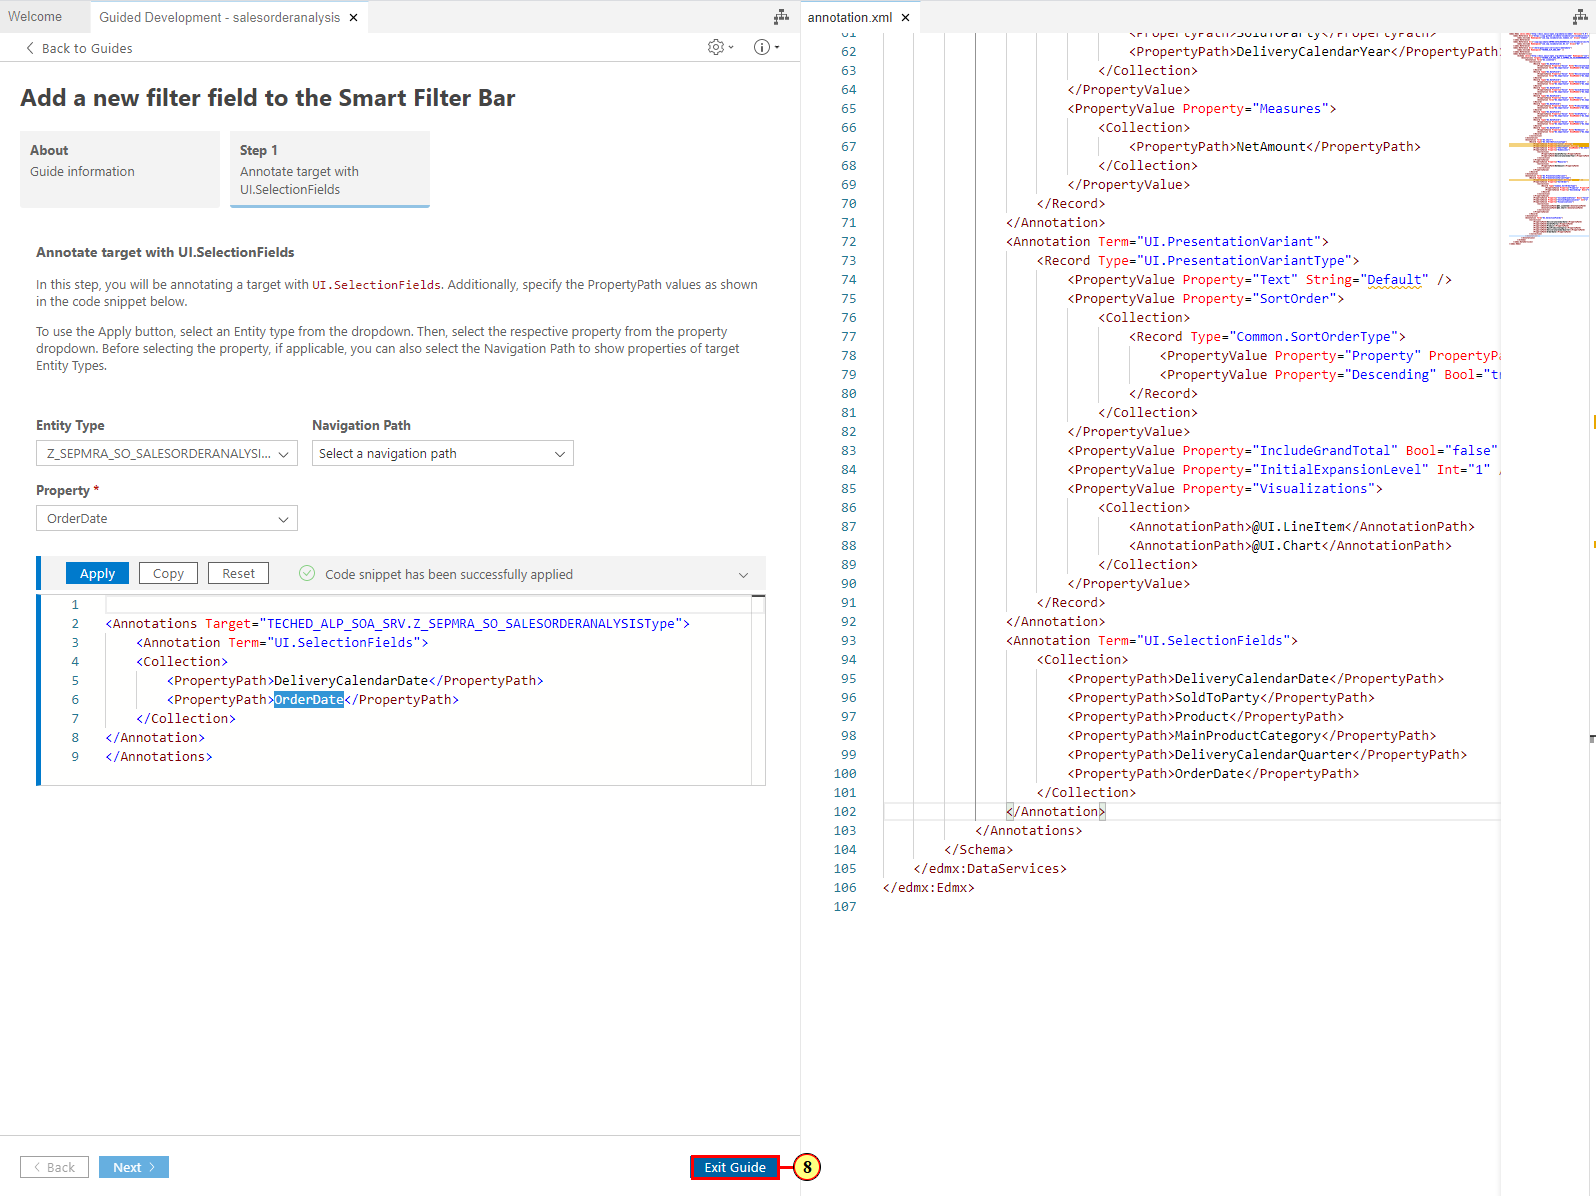 Welcome
Guided Development - salesorderanalysis
Back to Guides
Add a new filter field to the Smart Filter Bar
About
Guide information
Step 1
Annotate target with
UI.SelectionFields
Annotate target with UI.SelectionFields
In this step, you will be annotating a target with UI.SelectionFields. Additionally, specify the PropertyPath values as shown
in the code snippet below.
To use the Apply button, select an Entity type from the dropdown. Then, select the respective property from the property
dropdown. Before selecting the property, if applicable, you can also select the Navigation Path to show properties of target
Entity Types.
Entity Type
Navigation Path
Z_SEPMRA_SO_SALESORDERANALYSI...
Select a navigation path
Property *
OrderDate
Apply
Copy
Reset
Code snippet has been successfully applied
1
2 <Annotations Target="TECHED_ALP_SOA_SRV.Z_SEPMRA_SO_SALESORDERANALYSISType">
3 <Annotation Term="UI.SelectionFields">
4 <Collection>
5 <PropertyPath>DeliveryCalendarDate</PropertyPath>
6 <PropertyPath>OrderDate</PropertyPath>
7 </Collection>
8 </Annotation>
9 </Annotations>
Back
Next
Exit Guide
8
annotation.xml
61 <PropertyPath>SoldToParty</PropertyPath>
62 <PropertyPath>DeliveryCalendarYear</PropertyPath>
63 </Collection>
64 </PropertyValue>
65 <PropertyValue Property="Measures">
66 <Collection>
67 <PropertyPath>NetAmount</PropertyPath>
68 </Collection>
69 </PropertyValue>
70 </Record>
71 </Annotation>
72 <Annotation Term="UI.PresentationVariant">
73 <Record Type="UI.PresentationVariantType">
74 <PropertyValue Property="Text" String="Default" />
75 <PropertyValue Property="SortOrder">
76 <Collection>
77 <Record Type="Common.SortOrderType">
78 <PropertyValue Property="Property" PropertyPa
79 <PropertyValue Property="Descending" Bool="tr
80 </Record>
81 </Collection>
82 </PropertyValue>
83 <PropertyValue Property="IncludeGrandTotal" Bool="false"
84 <PropertyValue Property="InitialExpansionLevel" Int="1" /
85 <PropertyValue Property="Visualizations">
86 <Collection>
87 <AnnotationPath>@UI.LineItem</AnnotationPath>
88 <AnnotationPath>@UI.Chart</AnnotationPath>
89 </Collection>
90 </PropertyValue>
91 </Record>
92 </Annotation>
93 <Annotation Term="UI.SelectionFields">
94 <Collection>
95 <PropertyPath>DeliveryCalendarDate</PropertyPath>
96 <PropertyPath>SoldToParty</PropertyPath>
97 <PropertyPath>Product</PropertyPath>
98 <PropertyPath>MainProductCategory</PropertyPath>
99 <PropertyPath>DeliveryCalendarQuarter</PropertyPath>
100 <PropertyPath>OrderDate</PropertyPath>
101 </Collection>
102 </Annotation>
103 </Annotations>
104 </Schema>
105 </edmx:DataServices>
106 </edmx:Edmx>
107